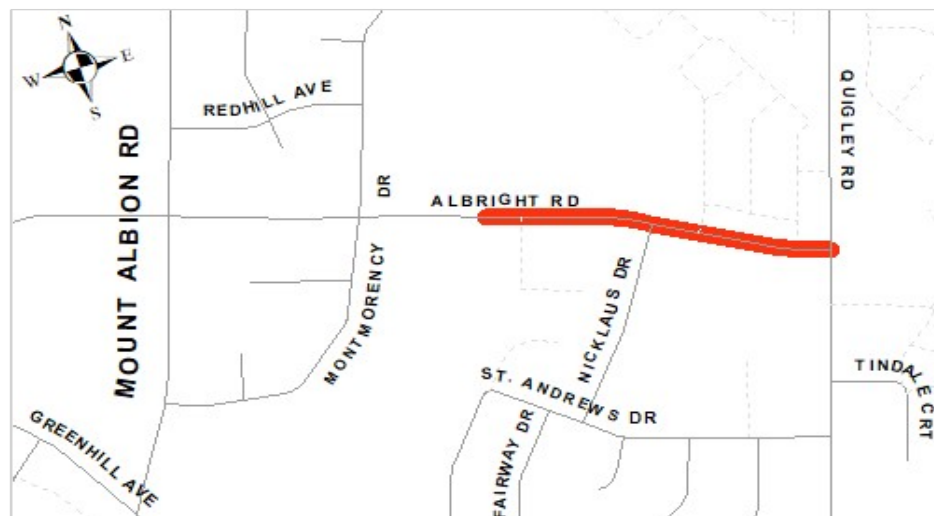 N
E
W
S
REDHILL AVE
MOUNT ALBION RD
DR
MONTMORENCY
ALBRIGHT RD
QUIGLEY RD
NICKLAUS DR
ST. ANDREWS DR
FAIRWAY DR
TINDALE CRT
GREENHILL AVE